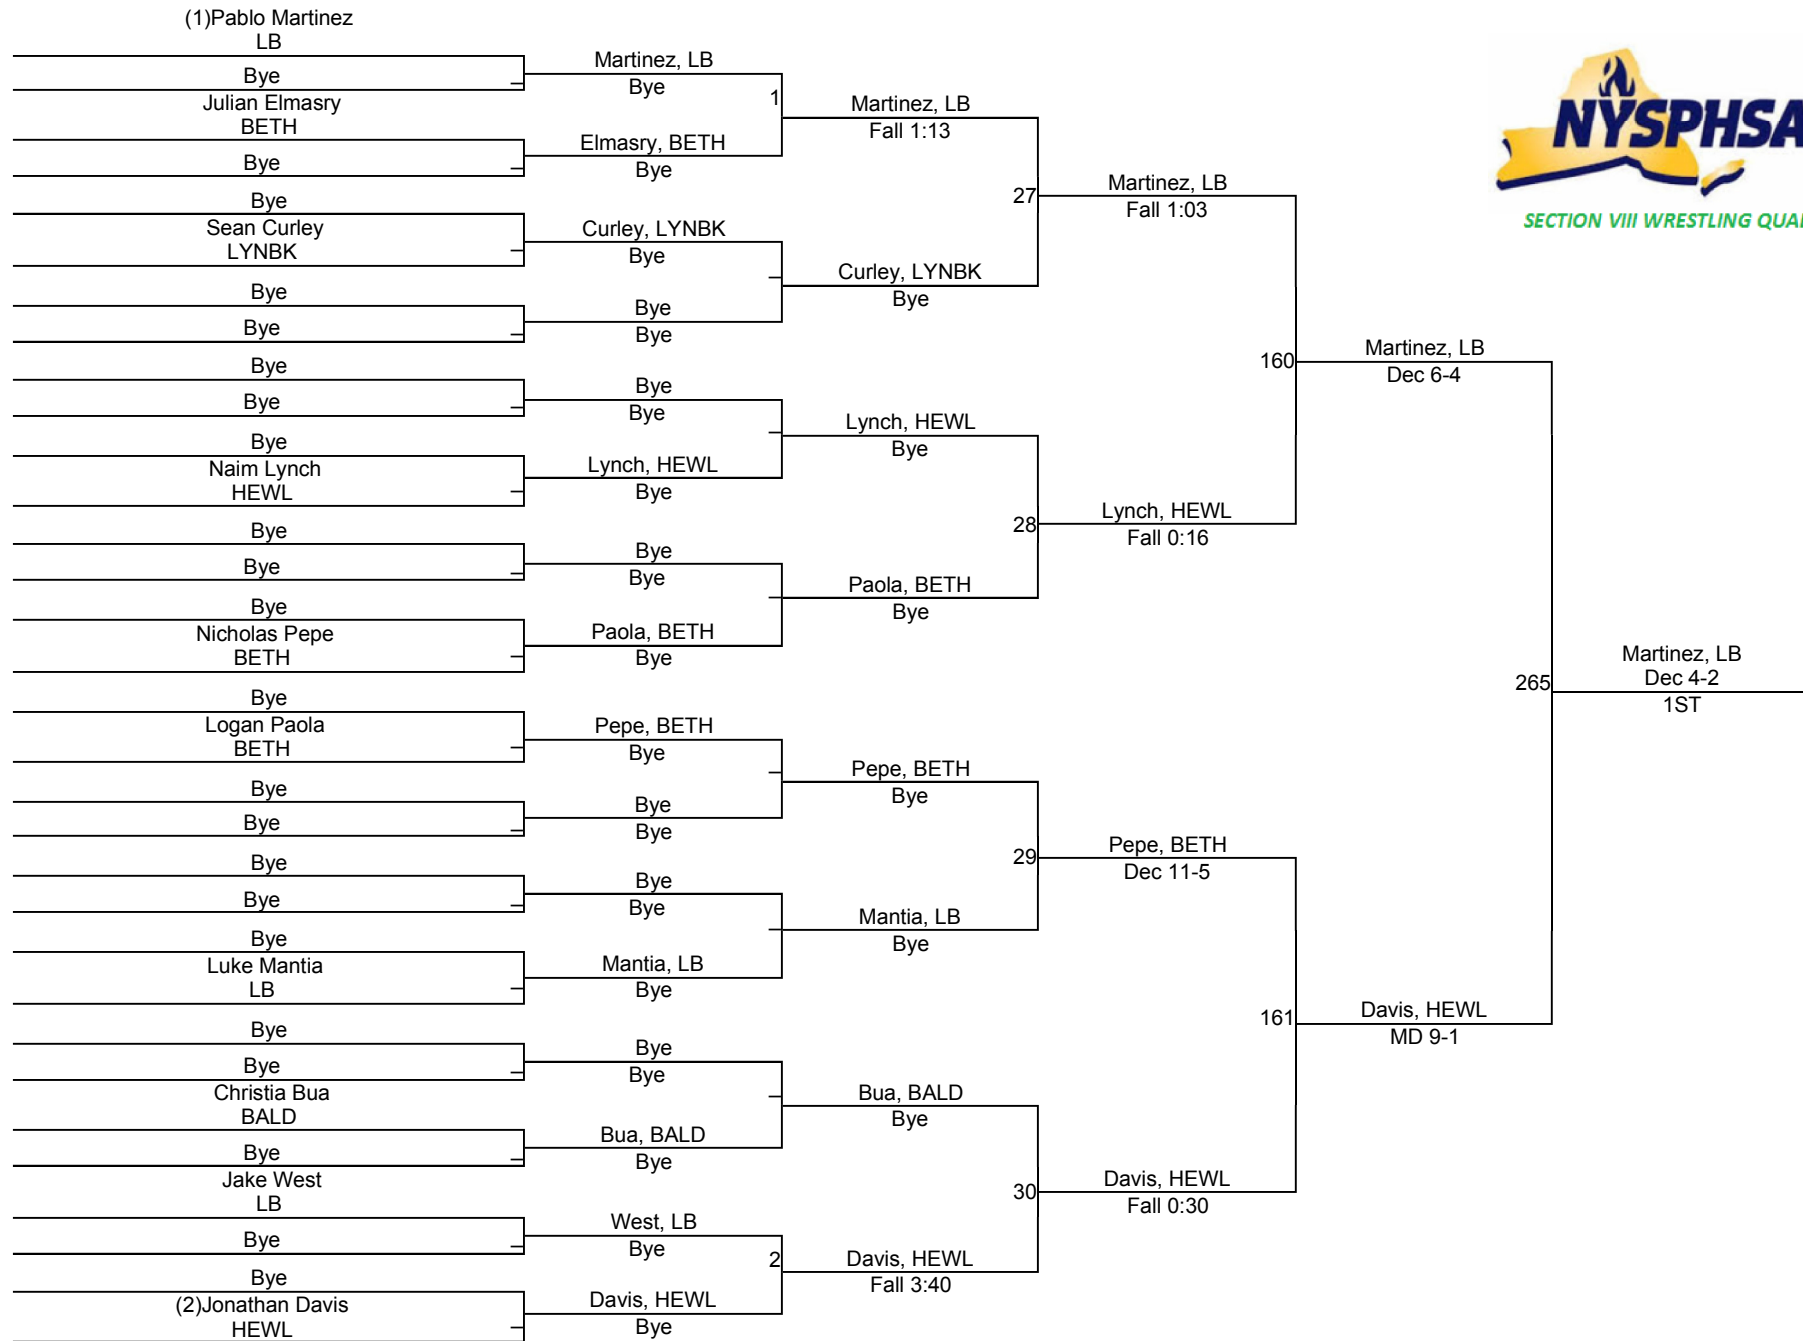 (1)Pablo Martinez
LB
Bye
Julian Elmasry
BETH
Bye
Bye
Sean Curley
LYNBK
Bye
Bye
Bye
Bye
Bye
Naim Lynch
HEWL
Bye
Bye
Bye
Nicholas Pepe
BETH
Bye
Logan Paola
BETH
Bye
Bye
Bye
Bye
Bye
Luke Mantia
LB
Bye
Bye
Christia Bua
BALD
Bye
Jake West
LB
Bye
Bye
(2)Jonathan Davis
HEWL
Martinez, LB
Bye
1
Elmasry, BETH
Bye
Curley, LYNBK
Bye
Bye
Bye
Bye
Bye
Lynch, HEWL
Bye
Bye
Bye
Paola, BETH
Bye
Pepe, BETH
Bye
Bye
Bye
Bye
Bye
Mantia, LB
Bye
Bye
Bye
Bua, BALD
Bye
West, LB
Bye
2
Davis, HEWL
Bye
Martinez, LB
Fall 1:13
27
Curley, LYNBK
Bye
Lynch, HEWL
Bye
28
Paola, BETH
Bye
Pepe, BETH
Bye
29
Mantia, LB
Bye
Bua, BALD
Bye
30
Davis, HEWL
Fall 3:40
Martinez, LB
Fall 1:03
160
Lynch, HEWL
Fall 0:16
Pepe, BETH
Dec 11-5
161
Davis, HEWL
Fall 0:30
Martinez, LB
Dec 6-4
265
Davis, HEWL
MD 9-1
Martinez, LB
Dec 4-2
1ST
NYSPHSA
SECTION VIII WRESTLING QUAL